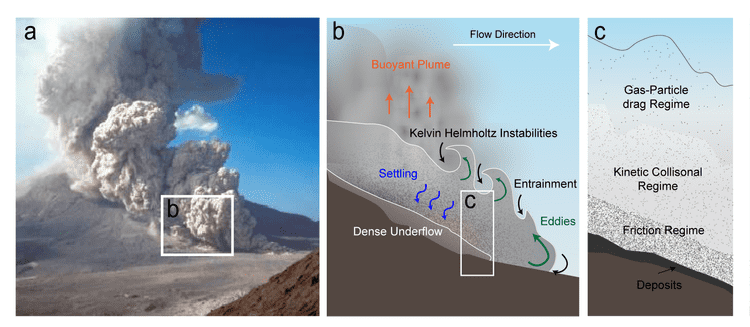 a
b
b
Flow Direction
Buoyant Plume
Kelvin Helmholtz Instabilities
Settling
Entrainment
c
Eddies
Dense Underflow
c
Gas-Particle
drag Regime
Kinetic Collisonal
Regime
Friction Regime
Deposits